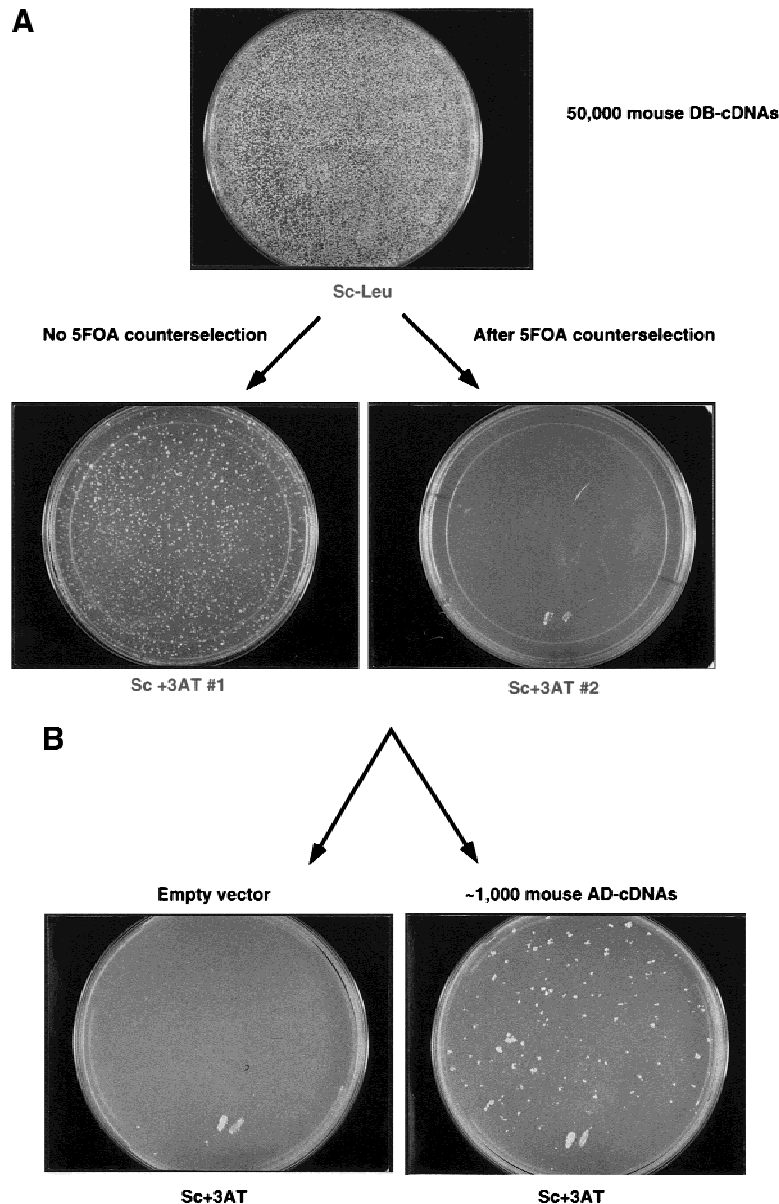 A
50,000 mouse DB-cDNAs
Sc-Leu
No 5FOA counterselection
After 5FOA counterselection
Sc +3AT #1
Sc+3AT #2
B
Empty vector
~1,000 mouse AD-cDNAs
Sc+3AT
Sc+3AT